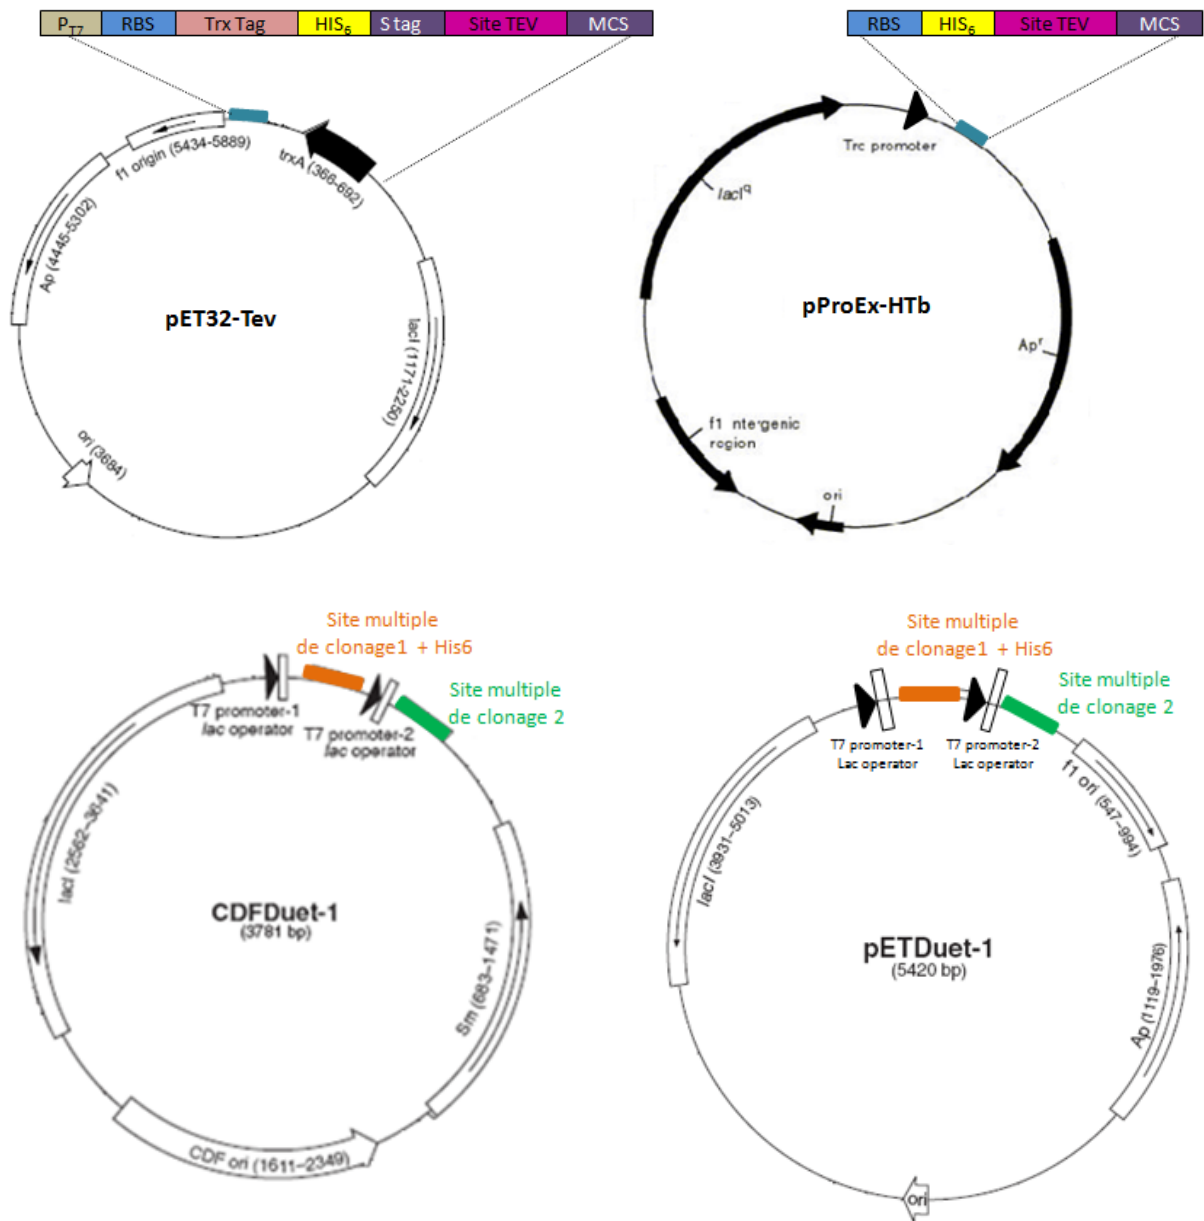 P_T7 RBS Trx Tag HIS6 S tag Site TEV MCS
RBS HIS6 Site TEV MCS
f1 origin (5434-5889)
trxA (366-692)
Ap (4445-5302)
lacI (1171-2250)
ori (3684)
pET32-Tev
Trc promoter
lacIq
pProEx-HTb
Apr
f1 ntergenic
region
ori
Site multiple
de clonage1 + His6
Site multiple
de clonage 2
T7 promoter-1
lac operator
T7 promoter-2
lac operator
lacI (2562–3641)
CDFDuet-1
(3781 bp)
Sm (683–1471)
CDF ori (1611–2349)
Site multiple
de clonage1 + His6
Site multiple
de clonage 2
T7 promoter-1
Lac operator
T7 promoter-2
Lac operator
f1 ori (547–994)
lacI (3931–5013)
pETDuet-1
(5420 bp)
Ap (1119–1976)
ori